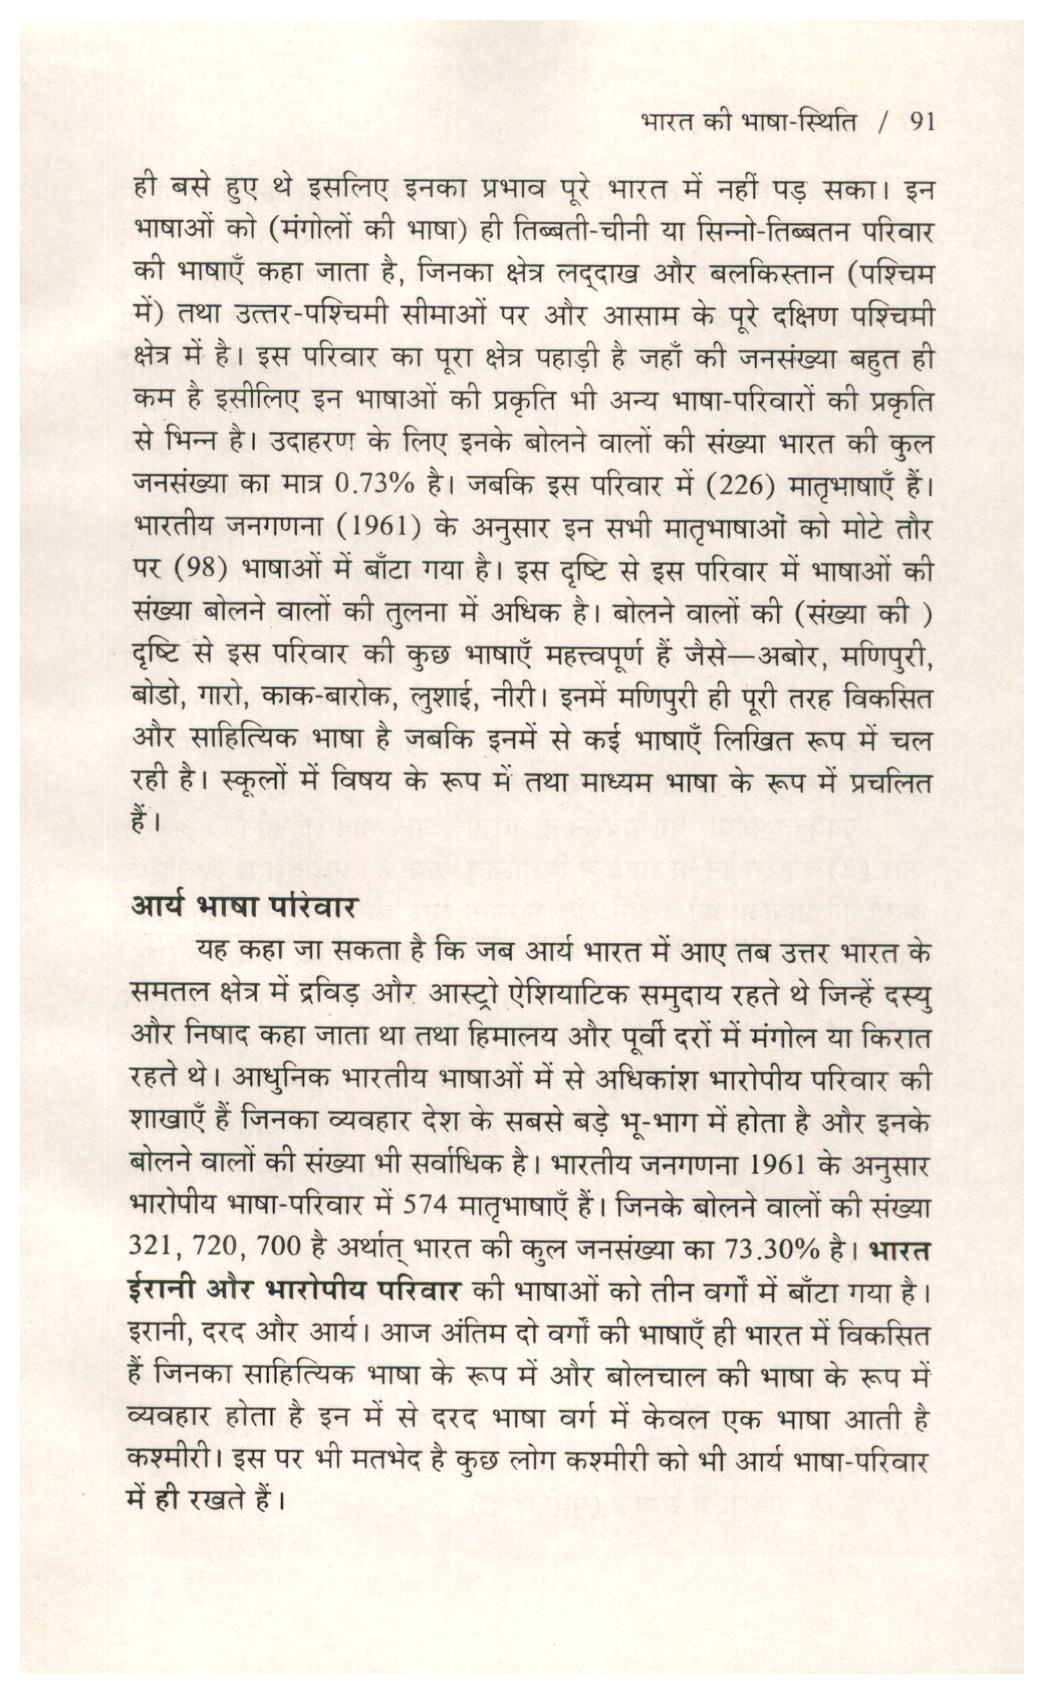 भारत की भाषा-स्थिति / 91
ही बसे हुए थे इसलिए इनका प्रभाव पूरे भारत में नहीं पड़ सका। इन
भाषाओं को (मंगोलों की भाषा) ही तिब्बती-चीनी या सिन्नो-तिब्बतन परिवार
की भाषाएँ कहा जाता है, जिनका क्षेत्र लद्दाख और बलकिस्तान (पश्चिम
में) तथा उत्तर-पश्चिमी सीमाओं पर और आसाम के पूरे दक्षिण पश्चिमी
क्षेत्र में है। इस परिवार का पूरा क्षेत्र पहाड़ी है जहाँ की जनसंख्या बहुत ही
कम है इसीलिए इन भाषाओं की प्रकृति भी अन्य भाषा-परिवारों की प्रकृति
से भिन्न है। उदाहरण के लिए इनके बोलने वालों की संख्या भारत की कुल
जनसंख्या का मात्र 0.73% है। जबकि इस परिवार में (226) मातृभाषाएँ हैं।
भारतीय जनगणना (1961) के अनुसार इन सभी मातृभाषाओं को मोटे तौर
पर (98) भाषाओं में बाँटा गया है। इस दृष्टि से इस परिवार में भाषाओं की
संख्या बोलने वालों की तुलना में अधिक है। बोलने वालों की (संख्या की )
दृष्टि से इस परिवार की कुछ भाषाएँ महत्त्वपूर्ण हैं जैसे—अबोर, मणिपुरी,
बोडो, गारो, काक-बारोक, लुशाई, नीरी। इनमें मणिपुरी ही पूरी तरह विकसित
और साहित्यिक भाषा है जबकि इनमें से कई भाषाएँ लिखित रूप में चल
रही है। स्कूलों में विषय के रूप में तथा माध्यम भाषा के रूप में प्रचलित
हैं।
आर्य भाषा परिवार
यह कहा जा सकता है कि जब आर्य भारत में आए तब उत्तर भारत के
समतल क्षेत्र में द्रविड़ और आस्ट्रो ऐशियाटिक समुदाय रहते थे जिन्हें दस्यु
और निषाद कहा जाता था तथा हिमालय और पूर्वी दरों में मंगोल या किरात
रहते थे। आधुनिक भारतीय भाषाओं में से अधिकांश भारोपीय परिवार की
शाखाएँ हैं जिनका व्यवहार देश के सबसे बड़े भू-भाग में होता है और इनके
बोलने वालों की संख्या भी सर्वाधिक है। भारतीय जनगणना 1961 के अनुसार
भारोपीय भाषा-परिवार में 574 मातृभाषाएँ हैं। जिनके बोलने वालों की संख्या
321, 720, 700 है अर्थात् भारत की कुल जनसंख्या का 73.30% है। भारत
ईरानी और भारोपीय परिवार की भाषाओं को तीन वर्गों में बाँटा गया है।
इरानी, दरद और आर्य। आज अंतिम दो वर्गों की भाषाएँ ही भारत में विकसित
हैं जिनका साहित्यिक भाषा के रूप में और बोलचाल की भाषा के रूप में
व्यवहार होता है इन में से दरद भाषा वर्ग में केवल एक भाषा आती है
कश्मीरी। इस पर भी मतभेद है कुछ लोग कश्मीरी को भी आर्य भाषा-परिवार
में ही रखते हैं।